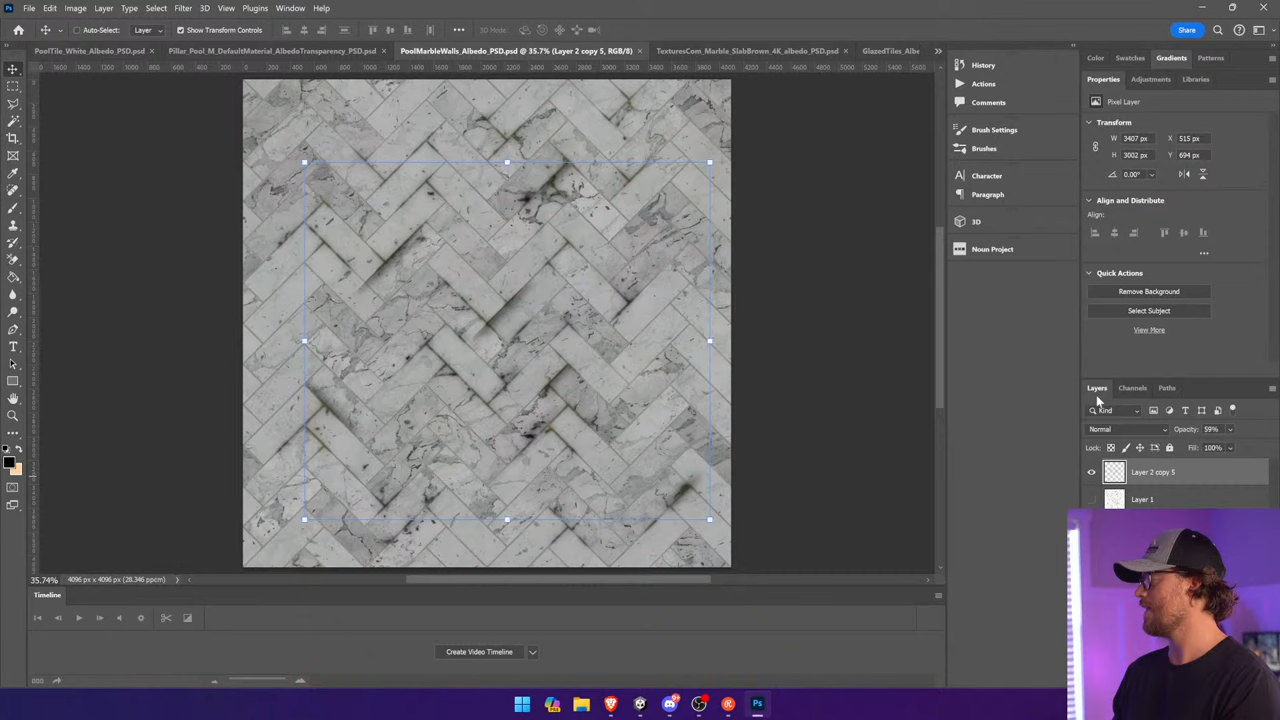 File Edit Image Layer Type Select Filter 3D View Plugins Window Help
Auto-Select: Layer Show Transform Controls 3D Mode: Share
PoolTile_White_Albedo_PSD.psd × Pillar_Pool_M_DefaultMaterial_AlbedoTransparency_PSD.psd × PoolMarbleWalls_Albedo_PSD.psd @ 35.7% (Layer 2 copy 5, RGB/8) × TexturesCom_Marble_SlabBrown_4K_albedo_PSD.psd × GlazedTiles_Albe
History
Actions
Comments
Brush Settings
Brushes
Character
Paragraph
3D
Noun Project
Color Swatches Gradients Patterns
Properties Adjustments Libraries
Pixel Layer
Transform
W 3407 px X 515 px
H 3002 px Y 694 px
0.00°
Align and Distribute
Align:
Quick Actions
Remove Background
Select Subject
View More
Layers Channels Paths
Kind
Normal Opacity: 59%
Lock: Fill: 100%
Layer 2 copy 5
Layer 1
35.74% 4096 px x 4096 px (28.346 ppcm)
Timeline
Create Video Timeline
T
Ps